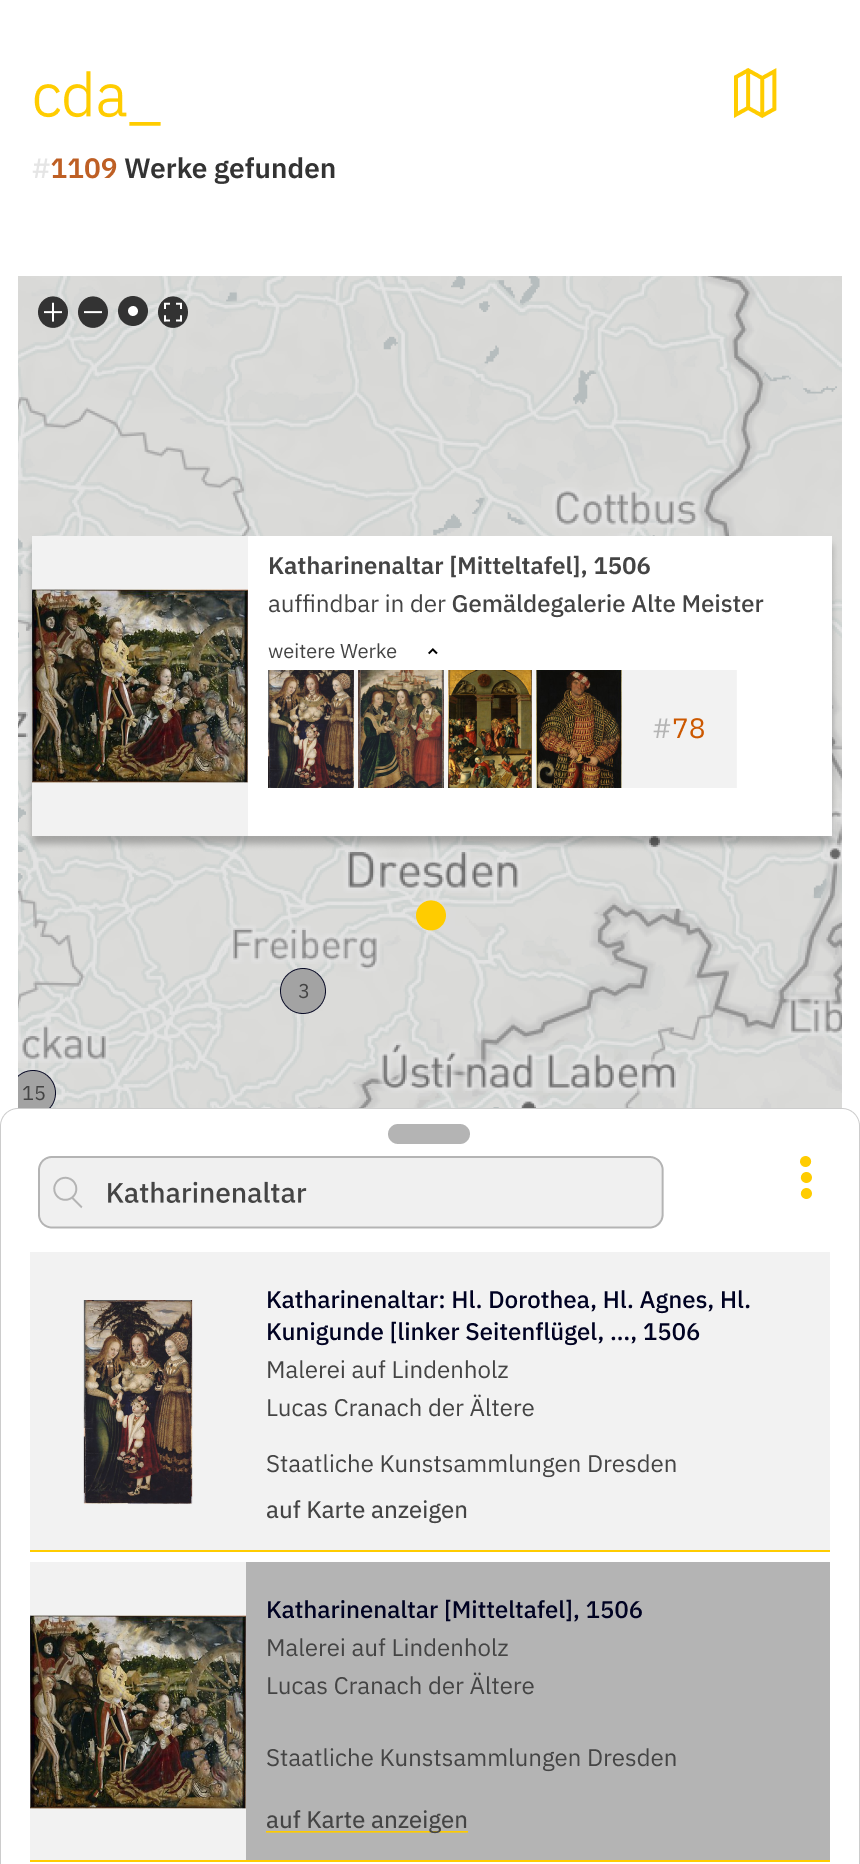 cda_
#1109 Werke gefunden
Cottbus
Katharinenaltar [Mitteltafel], 1506
auffindbar in der Gemäldegalerie Alte Meister
weitere Werke
#78
Dresden
Freiberg
3
Lib
ckau
Ústí nad Labem
15
Katharinenaltar
Katharinenaltar: Hl. Dorothea, Hl. Agnes, Hl.
Kunigunde [linker Seitenflügel, ..., 1506
Malerei auf Lindenholz
Lucas Cranach der Ältere
Staatliche Kunstsammlungen Dresden
auf Karte anzeigen
Katharinenaltar [Mitteltafel], 1506
Malerei auf Lindenholz
Lucas Cranach der Ältere
Staatliche Kunstsammlungen Dresden
auf Karte anzeigen